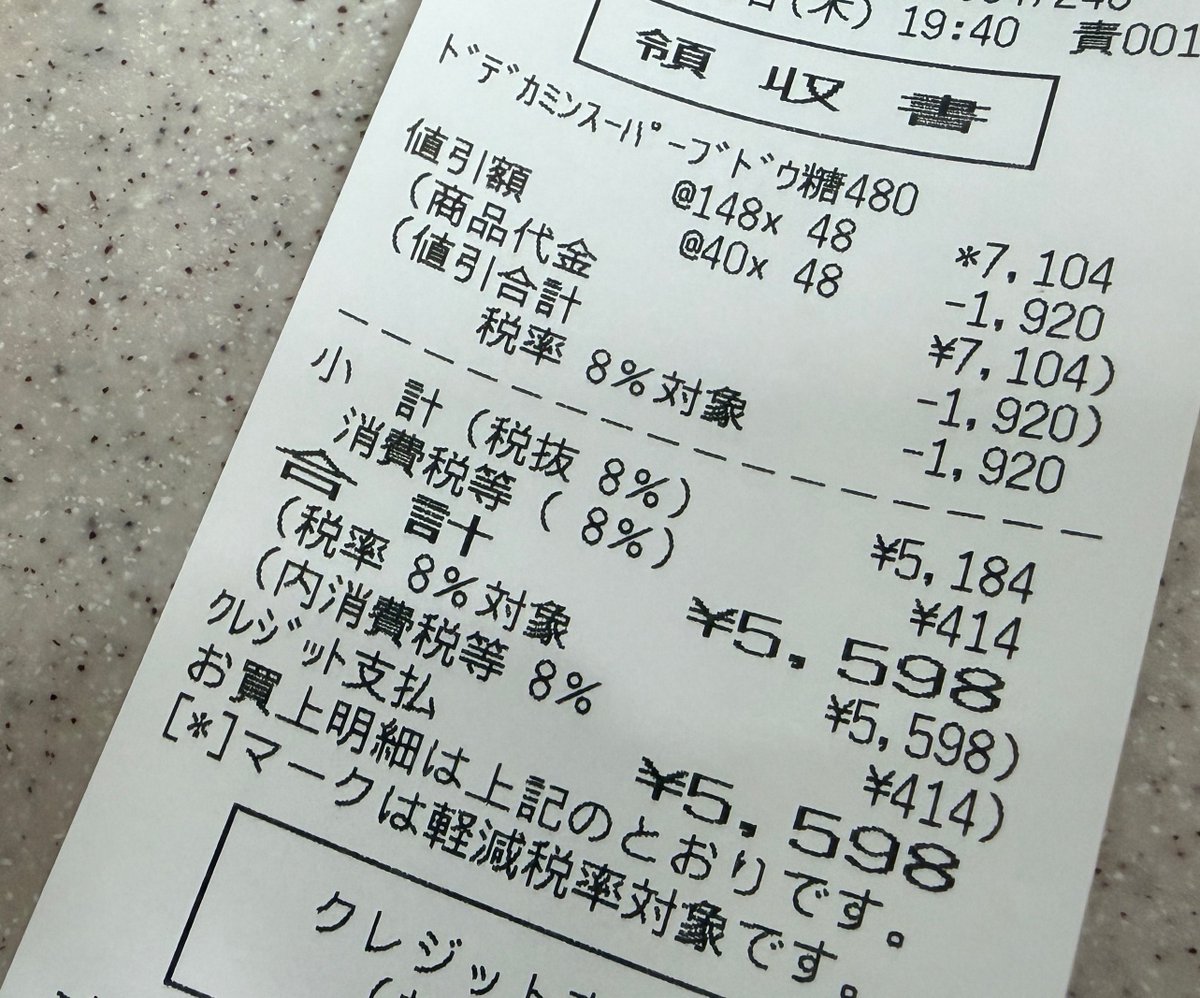 (木) 19:40 責001
領収書
ドデカミンスーパーブドウ糖480
@148x 48 *7,104
値引額 @40x 48 -1,920
(商品代金 ¥7,104)
(値引合計 -1,920)
税率 8%対象 -1,920
小 計 (税抜 8%) ¥5,184
消費税等 ( 8%) ¥414
合 計 ¥5,598
(税率 8%対象 ¥5,598)
(内消費税等 8% ¥414)
クレジット支払 ¥5,598
お買上明細は上記のとおりです。
[*]マークは軽減税率対象です。
クレジット